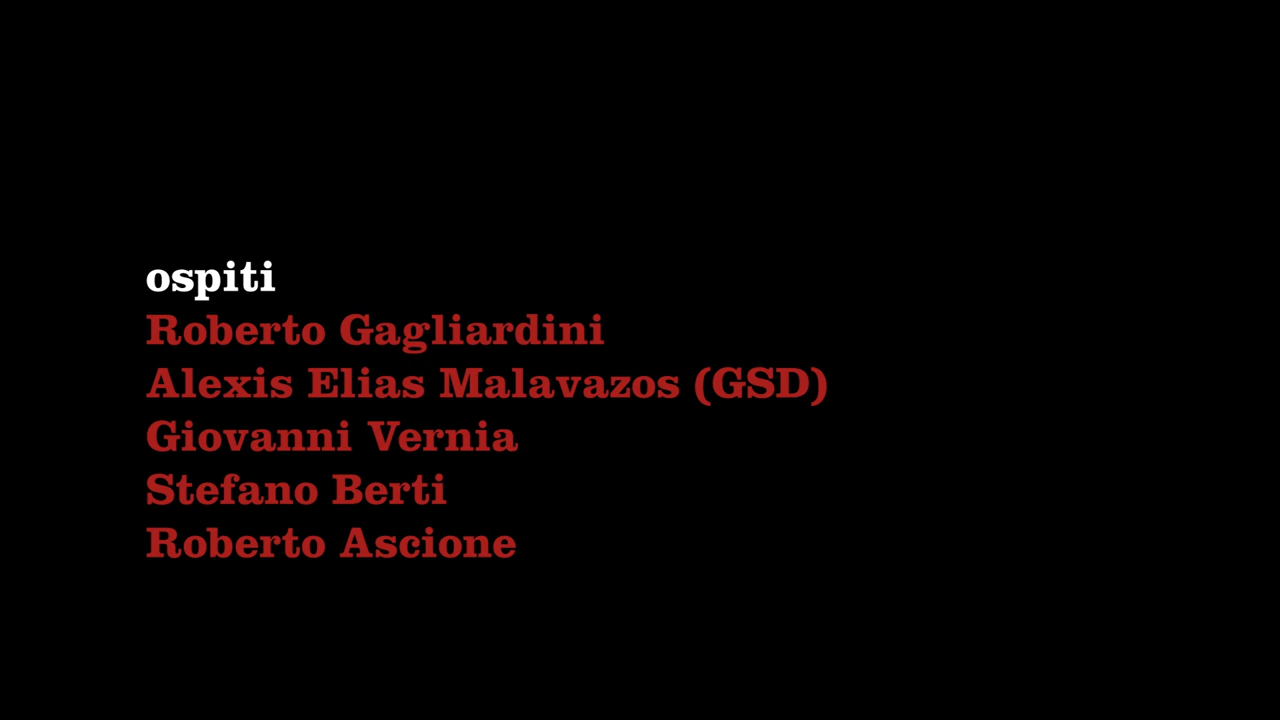 ospiti
Roberto Gagliardini
Alexis Elias Malavazos (GSD)
Giovanni Vernia
Stefano Berti
Roberto Ascione